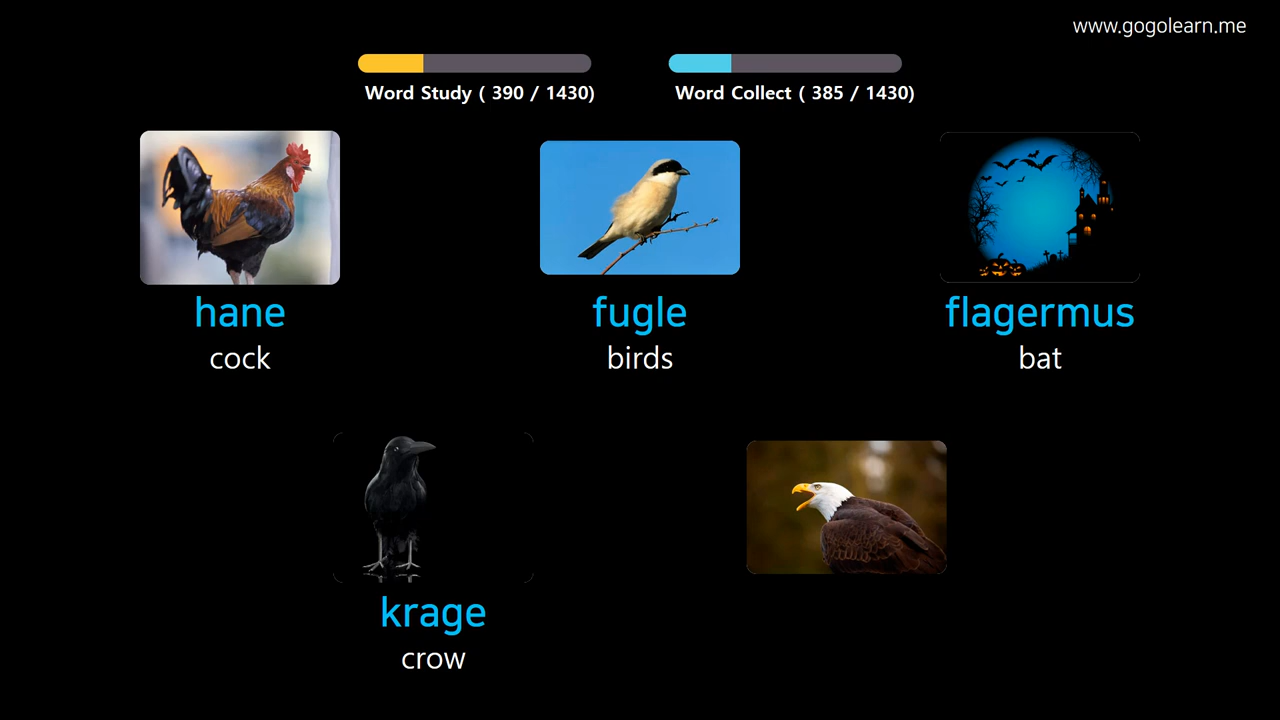 www.gogolearn.me
Word Study ( 390 / 1430)
Word Collect ( 385 / 1430)
hane
cock
fugle
birds
flagermus
bat
krage
crow